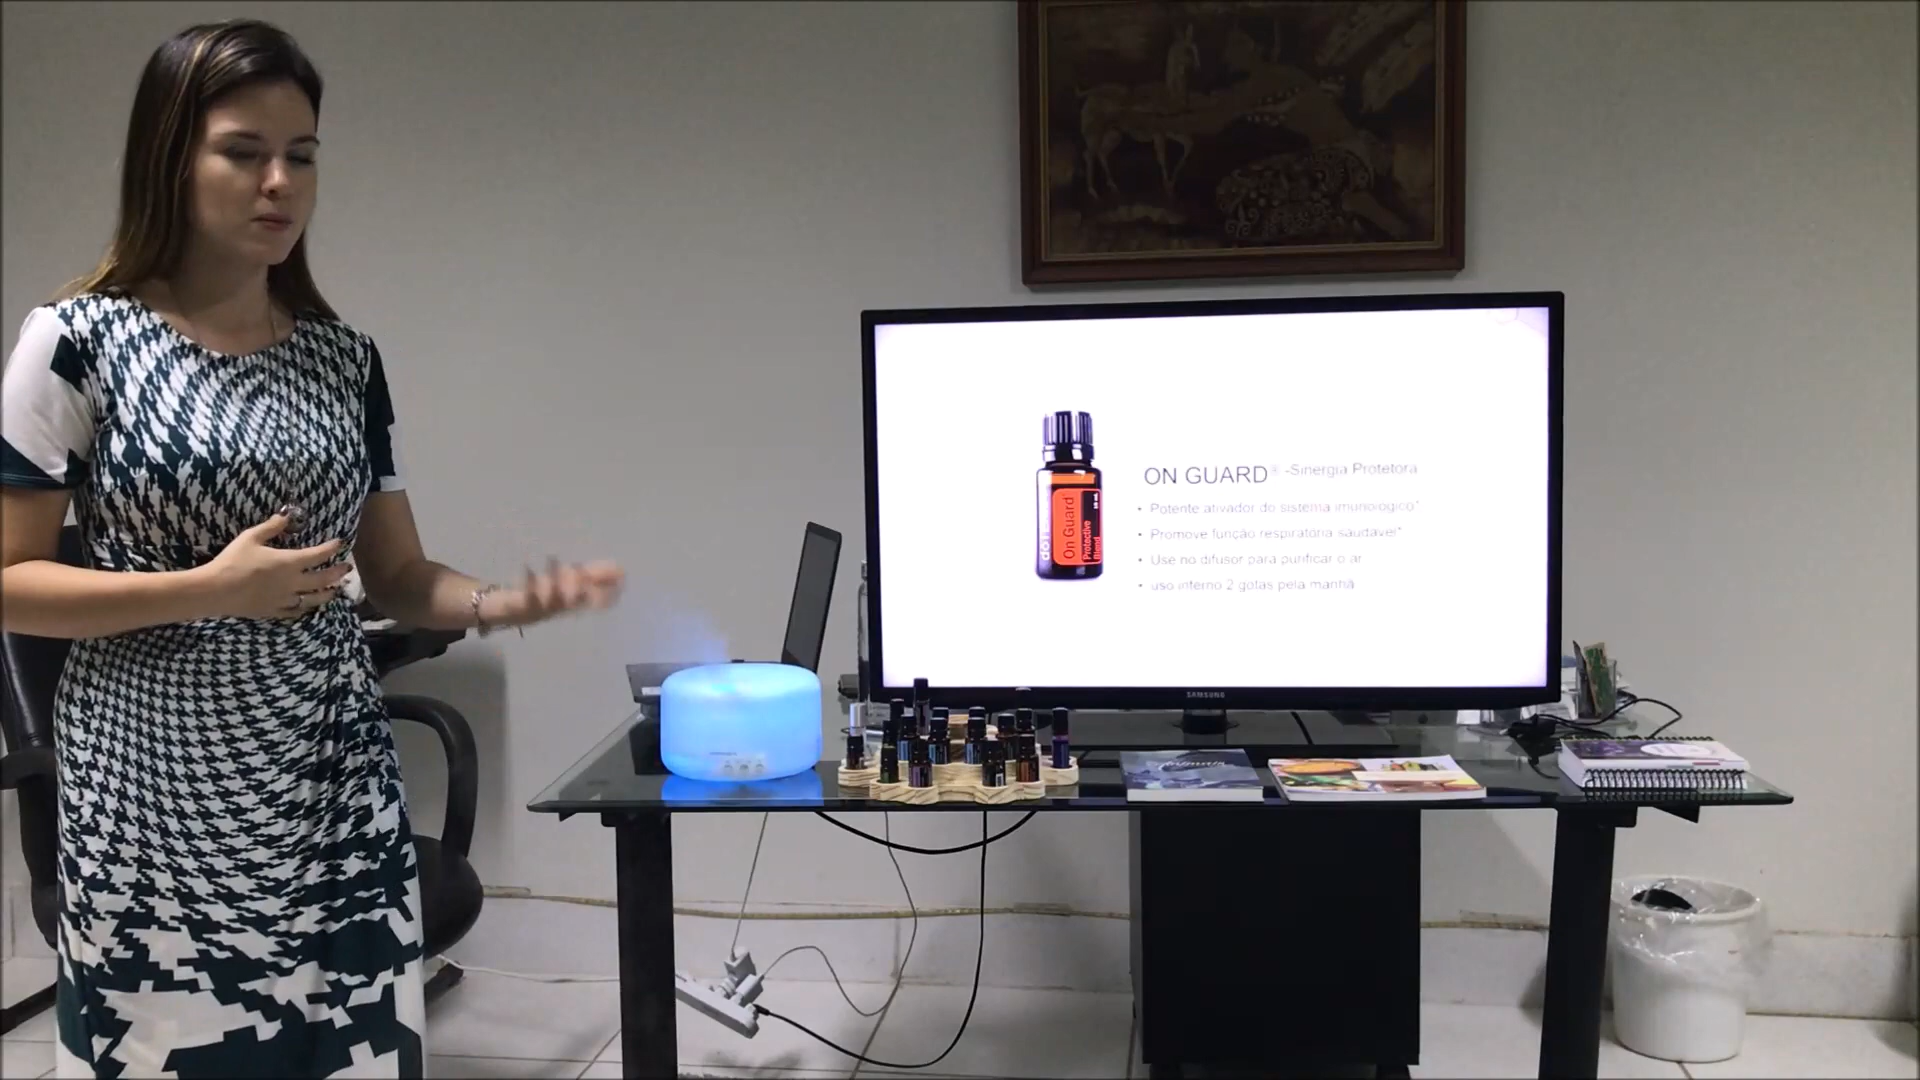 ON GUARD® -Sinergia Protetora
• Potente ativador do sistema imunológico*
• Promove função respiratória saudável*
• Use no difusor para purificar o ar
• uso interno 2 gotas pela manhã
On Guard
Protective
Blend
SAMSUNG